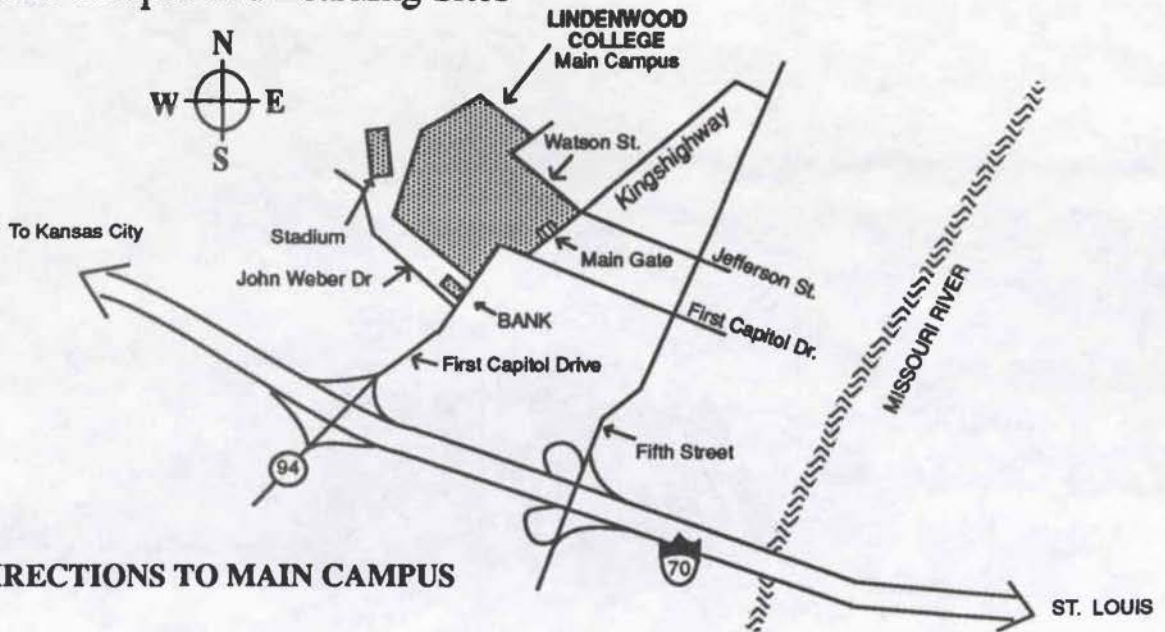 LINDENWOOD
COLLEGE
Main Campus
N
W
E
S
Watson St.
Kingshighway
To Kansas City
Stadium
Main Gate
Jefferson St.
John Weber Dr
BANK
First Capitol Dr.
First Capitol Drive
MISSOURI RIVER
Fifth Street
94
70
DIRECTIONS TO MAIN CAMPUS
ST. LOUIS